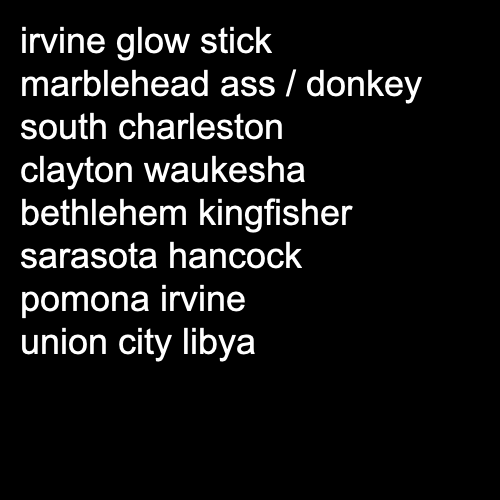 irvine glow stick
marblehead ass / donkey
south charleston
clayton waukesha
bethlehem kingfisher
sarasota hancock
pomona irvine
union city libya